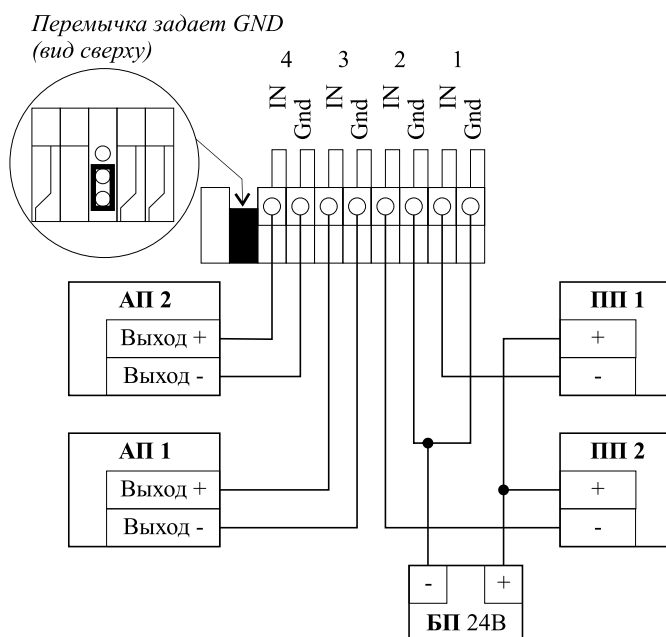 Перемычка задает GND
(вид сверху)
4 3 2 1
IN Gnd IN Gnd IN Gnd IN Gnd
АП 2
Выход +
Выход -
ПП 1
+
-
АП 1
Выход +
Выход -
ПП 2
+
-
- +
БП 24В